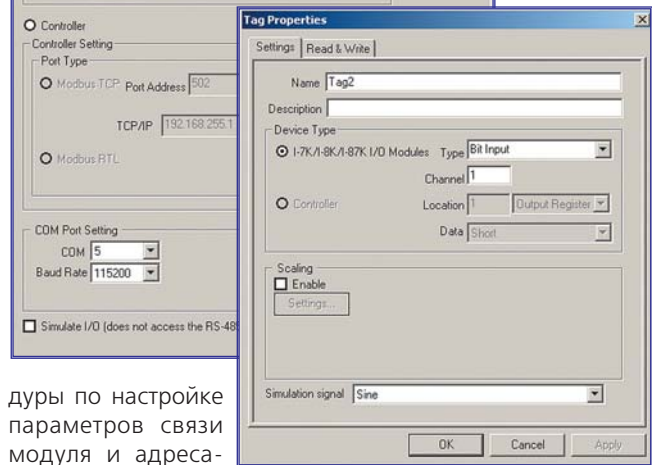 Controller
Controller Setting
Port Type
Modbus TCP Port Address 502
TCP/IP 192.168.255.1
Modbus RTL
COM Port Setting
COM 5
Baud Rate 115200
Simulate I/O (does not access the RS-48
Tag Properties
Settings Read & Write
Name Tag2
Description
Device Type
I-7K/I-8K/I-87K I/O Modules Type Bit Input
Channel 1
Controller Location 1 Output Register
Data Short
Scaling
Enable
Settings...
Simulation signal Sine
OK Cancel Apply
дуры по настройке
параметров связи
модуля и адреса-